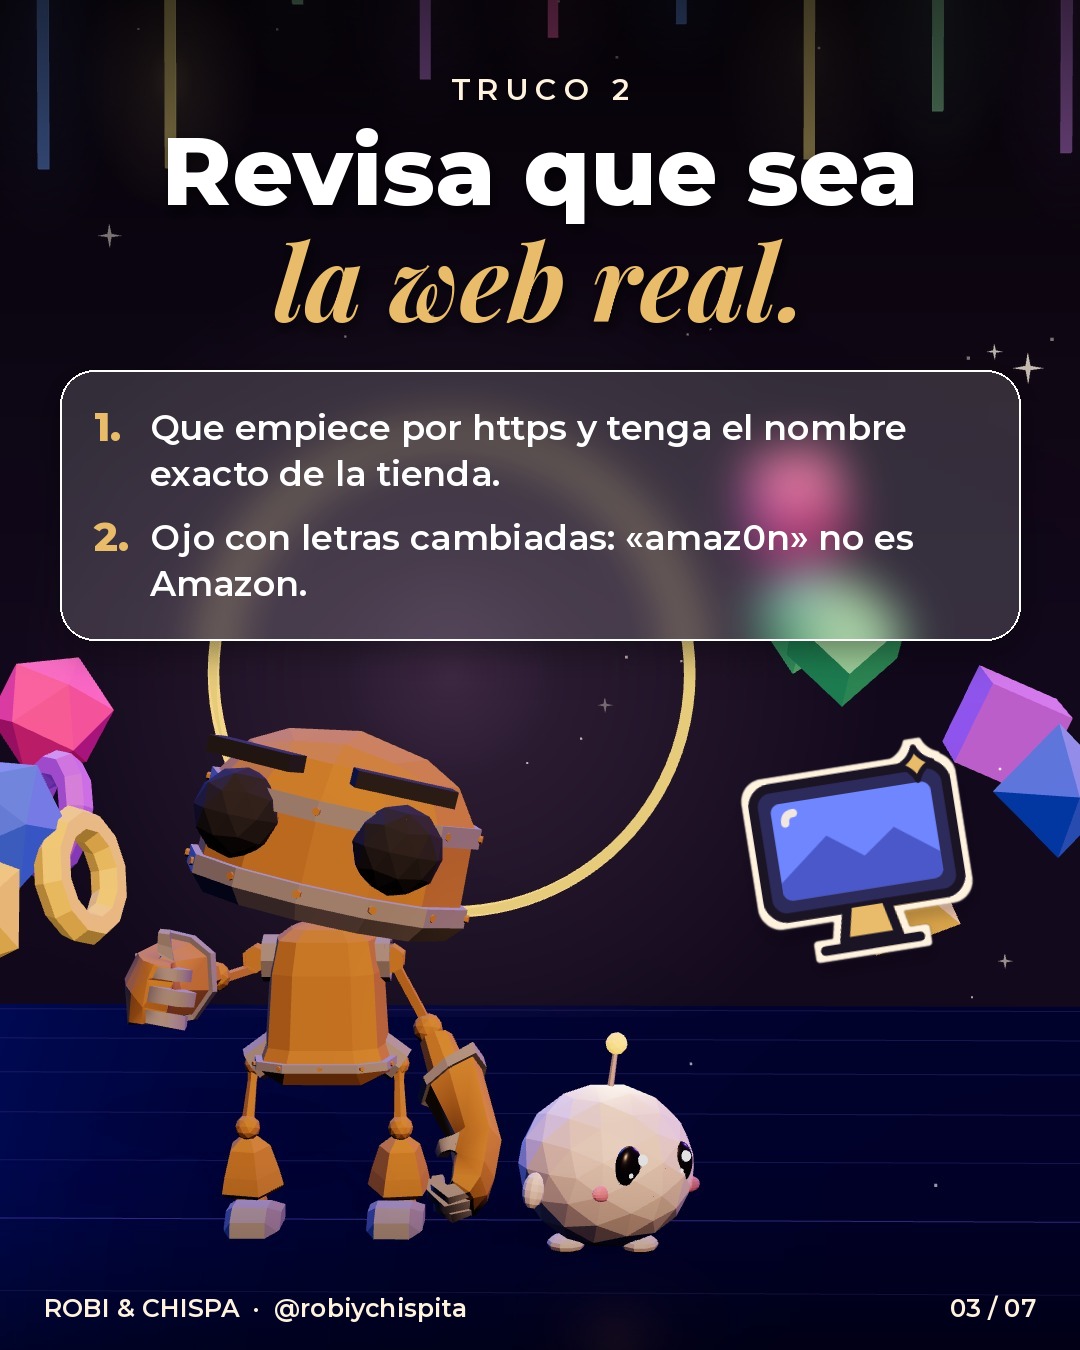 TRUCO 2
Revisa que sea
la web real.
1. Que empiece por https y tenga el nombre
exacto de la tienda.
2. Ojo con letras cambiadas: «amaz0n» no es
Amazon.
ROBI & CHISPA · @robiychispita
03 / 07